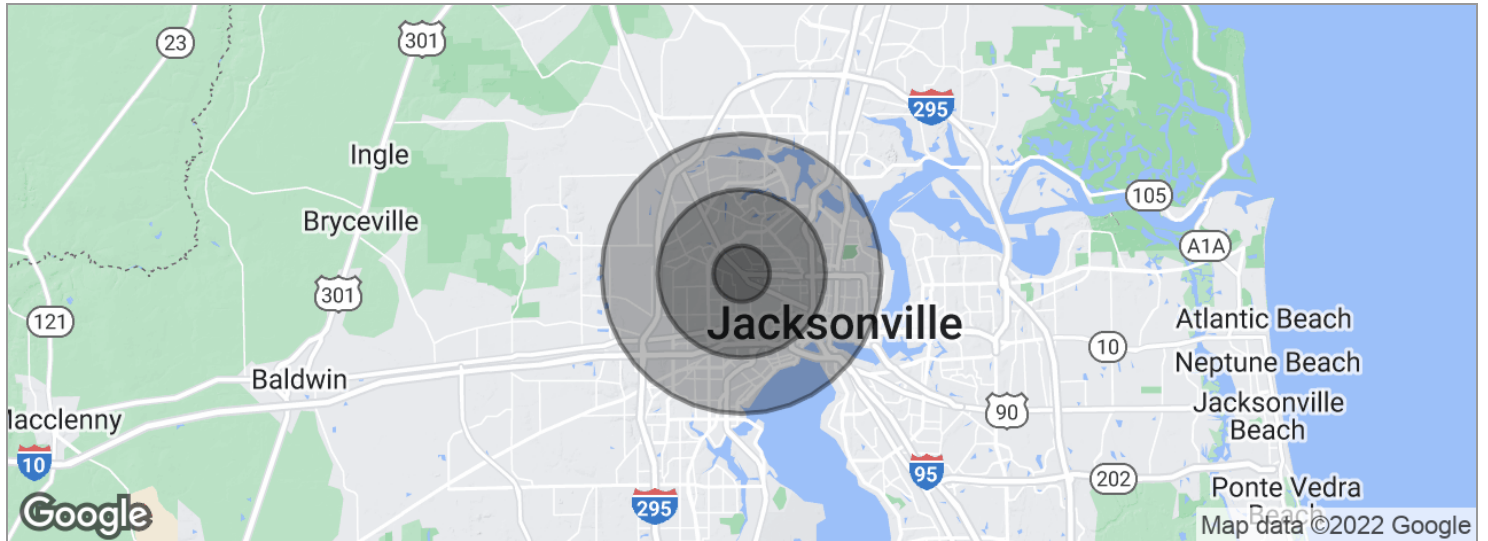 23
301
295
Ingle
105
Bryceville
A1A
301
121
Jacksonville
Atlantic Beach
10
Neptune Beach
Baldwin
Jacksonville
Beach
90
Macclenny
10
95
202
295
Ponte Vedra
Beach
Google
Map data ©2022 Google